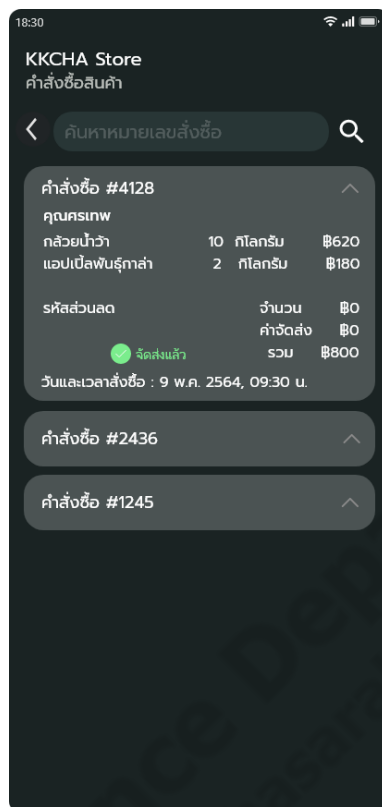 18:30
KKCHA Store
คำสั่งซื้อสินค้า
ค้นหาหมายเลขสั่งซื้อ
คำสั่งซื้อ #4128
คุณศรเทพ
กล้วยน้ำว้า 10 กิโลกรัม ฿620
แอปเปิ้ลพันธุ์กาล่า 2 กิโลกรัม ฿180
รหัสส่วนลด จำนวน ฿0
ค่าจัดส่ง ฿0
จัดส่งแล้ว รวม ฿800
วันและเวลาสั่งซื้อ : 9 พ.ค. 2564, 09:30 น.
คำสั่งซื้อ #2436
คำสั่งซื้อ #1245